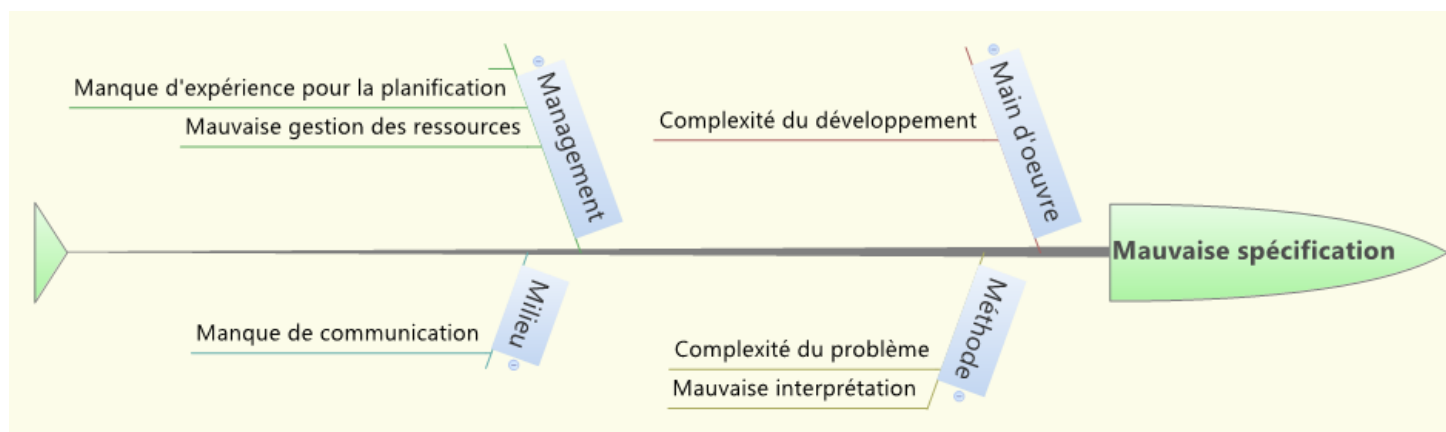 Management
Manque d'expérience pour la planification
Mauvaise gestion des ressources
Main d'oeuvre
Complexité du développement
Mauvaise spécification
Milieu
Manque de communication
Méthode
Complexité du problème
Mauvaise interprétation